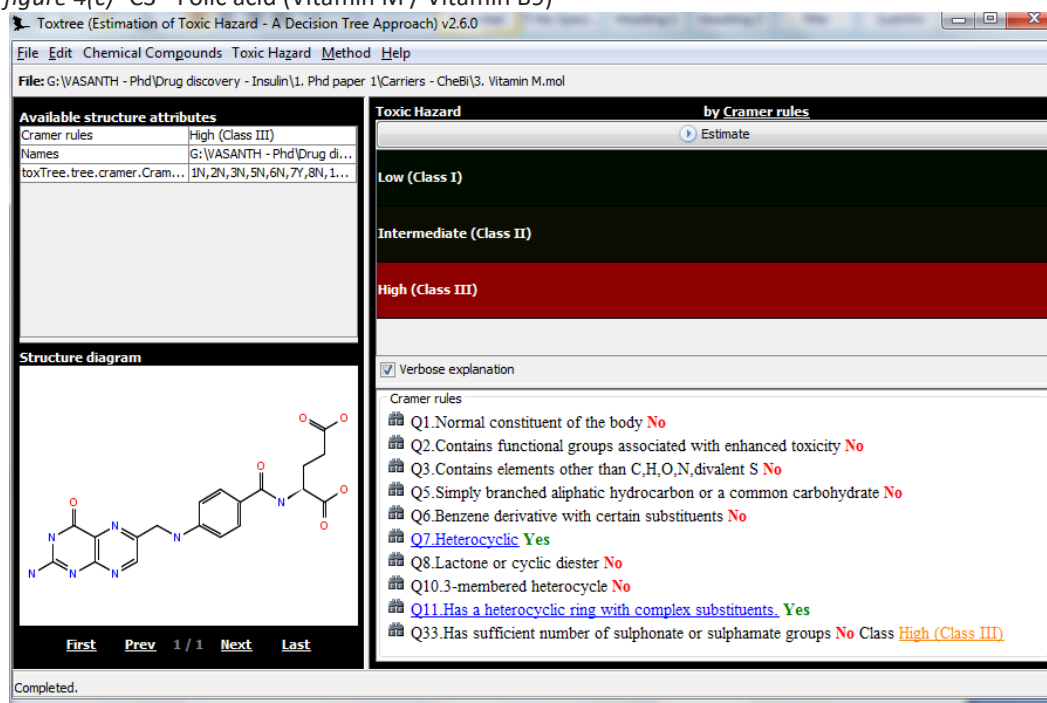 figure 4(c) C3 - Folic acid (Vitamin M / Vitamin B9)
Toxtree (Estimation of Toxic Hazard - A Decision Tree Approach) v2.6.0
File Edit Chemical Compounds Toxic Hazard Method Help
File: G:\VASANTH - Phd\Drug discovery - Insulin\1. Phd paper 1\Carriers - CheBi\3. Vitamin M.mol
Available structure attributes
Cramer rules High (Class III)
Names G:\VASANTH - Phd\Drug di...
toxTree.tree.cramer.Cram... 1N,2N,3N,5N,6N,7Y,8N,1...
Structure diagram
O O
O
N O
O O
N N N
N N N
First Prev 1 / 1 Next Last
Toxic Hazard by Cramer rules
Estimate
Low (Class I)
Intermediate (Class II)
High (Class III)
Verbose explanation
Cramer rules
Q1.Normal constituent of the body No
Q2.Contains functional groups associated with enhanced toxicity No
Q3.Contains elements other than C,H,O,N,divalent S No
Q5.Simply branched aliphatic hydrocarbon or a common carbohydrate No
Q6.Benzene derivative with certain substituents No
Q7.Heterocyclic Yes
Q8.Lactone or cyclic diester No
Q10.3-membered heterocycle No
Q11.Has a heterocyclic ring with complex substituents. Yes
Q33.Has sufficient number of sulphonate or sulphamate groups No Class High (Class III)
Completed.